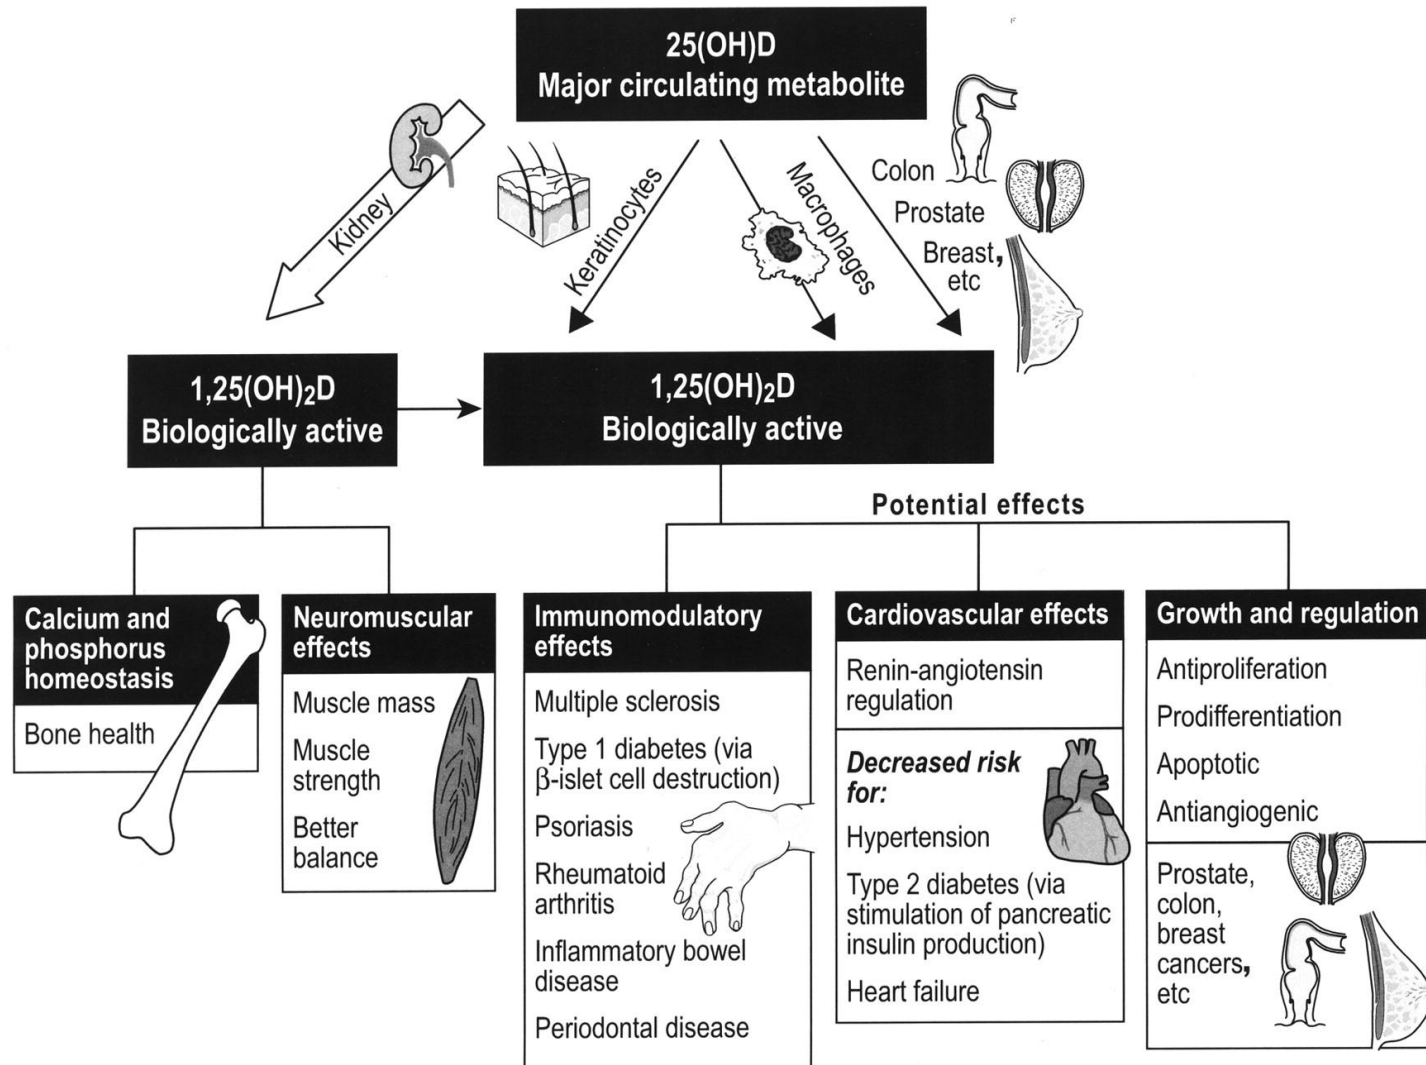 25(OH)D
Major circulating metabolite
Kidney
Keratinocytes
Macrophages
Colon
Prostate
Breast,
etc
1,25(OH)₂D
Biologically active
1,25(OH)₂D
Biologically active
Potential effects
Calcium and
phosphorus
homeostasis
Bone health
Neuromuscular
effects
Muscle mass
Muscle
strength
Better
balance
Immunomodulatory
effects
Multiple sclerosis
Type 1 diabetes (via
β-islet cell destruction)
Psoriasis
Rheumatoid
arthritis
Inflammatory bowel
disease
Periodontal disease
Cardiovascular effects
Renin-angiotensin
regulation
Decreased risk
for:
Hypertension
Type 2 diabetes (via
stimulation of pancreatic
insulin production)
Heart failure
Growth and regulation
Antiproliferation
Prodifferentiation
Apoptotic
Antiangiogenic
Prostate,
colon,
breast
cancers,
etc